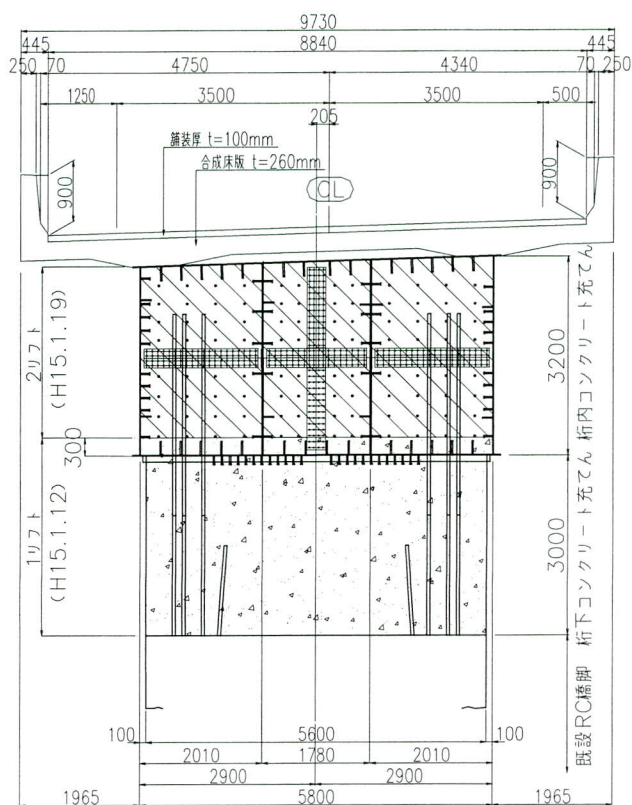 9730
445 8840 445
250 70 4750 4340 70 250
1250 3500 3500 500
205
舗装厚 t=100mm
合成床版 t=260mm
900
CL
900
2リフト
(H15.1.19)
300
1リフト
(H15.1.12)
3200
桁内コンクリート充てん
3000
桁下コンクリート充てん
既設RC橋脚
100 5600 100
2010 1780 2010
2900 2900
1965 5800 1965